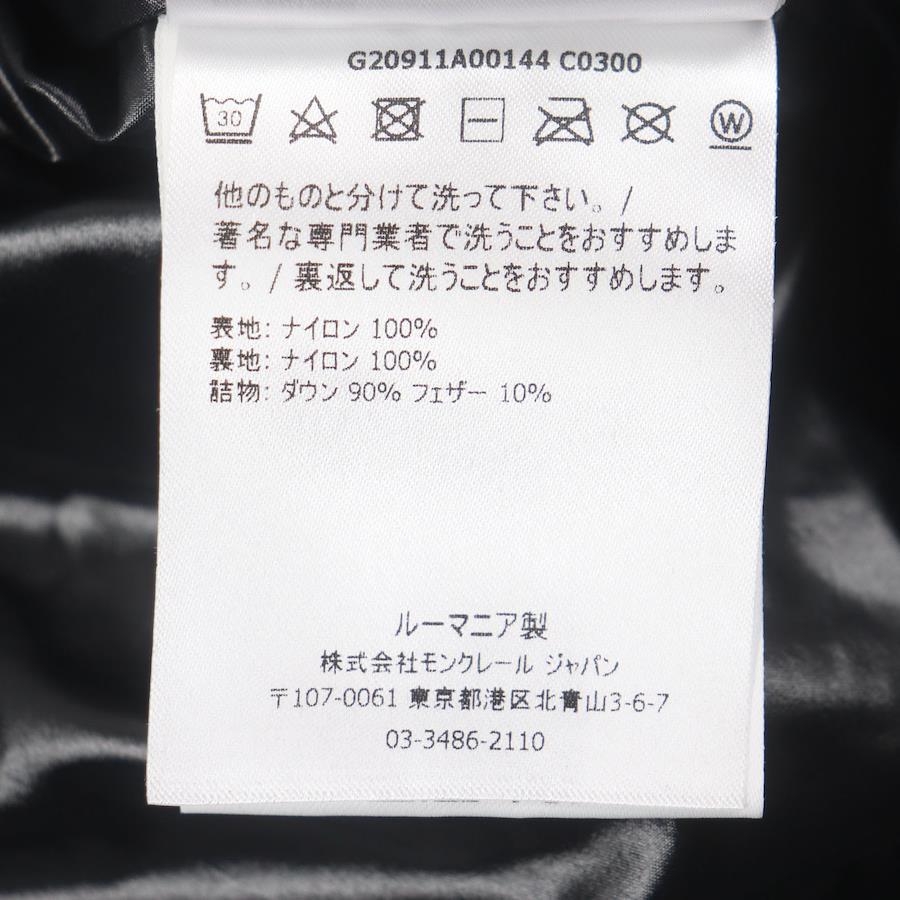 G20911A00144 C0300
30 W
他のものと分けて洗って下さい。/
著名な専門業者で洗うことをおすすめしま
す。/ 裏返して洗うことをおすすめします。
表地: ナイロン 100%
裏地: ナイロン 100%
詰物: ダウン 90% フェザー 10%
ルーマニア製
株式会社モンクレール ジャパン
〒107-0061 東京都港区北青山3-6-7
03-3486-2110